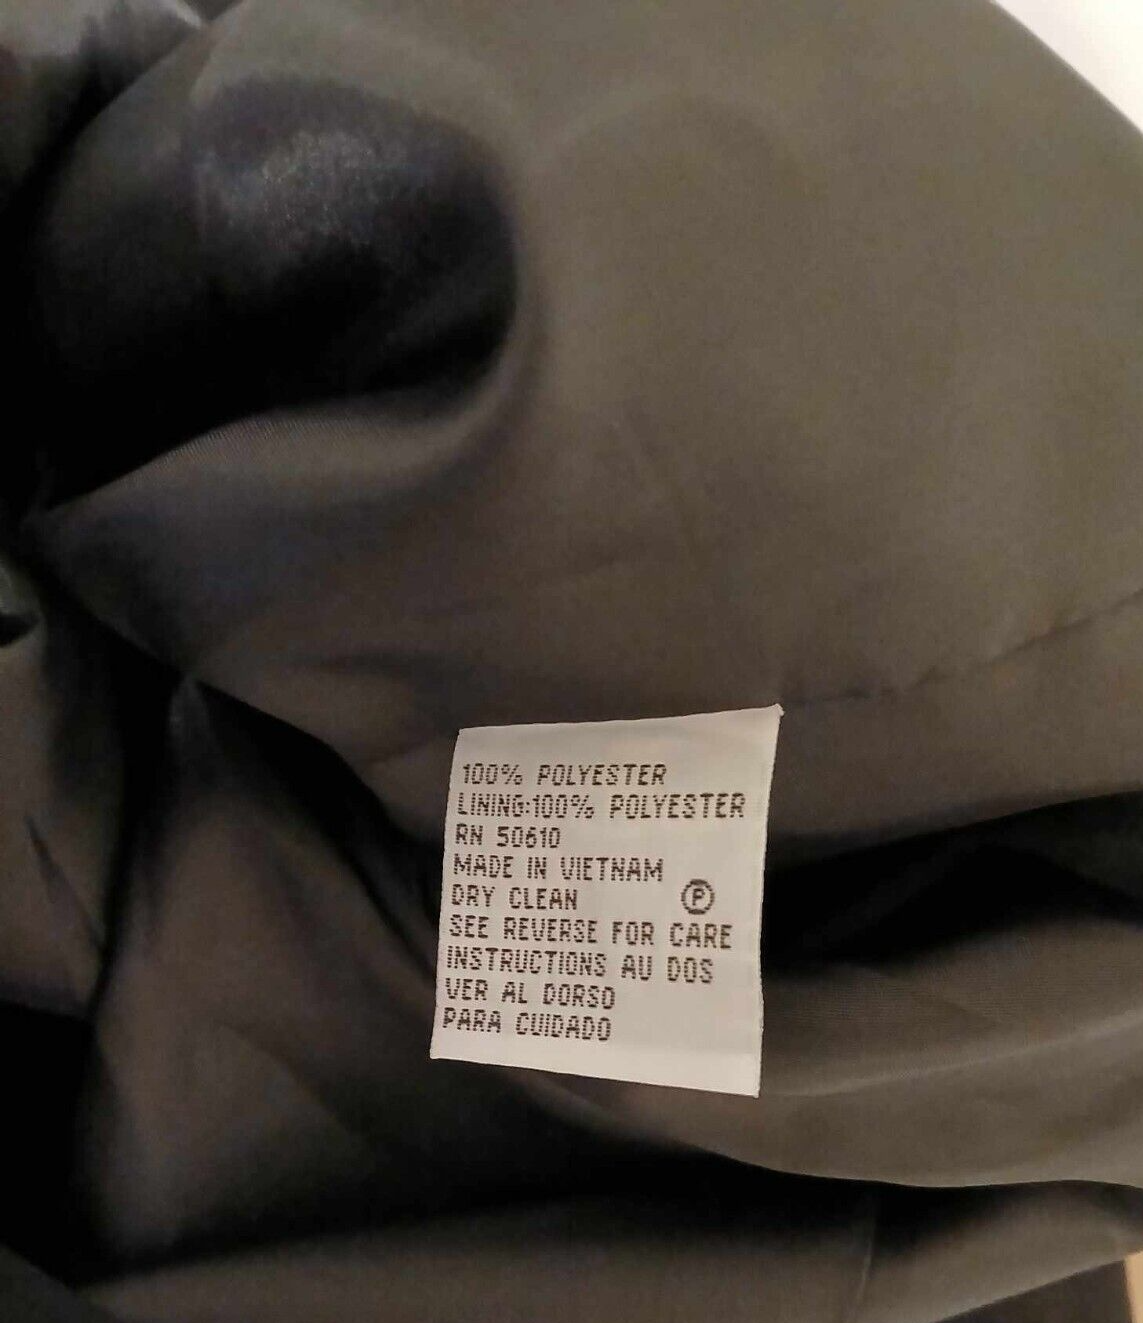 100% POLYESTER
LINING:100% POLYESTER
RN 50610
MADE IN VIETNAM
DRY CLEAN P
SEE REVERSE FOR CARE
INSTRUCTIONS AU DOS
VER AL DORSO
PARA CUIDADO